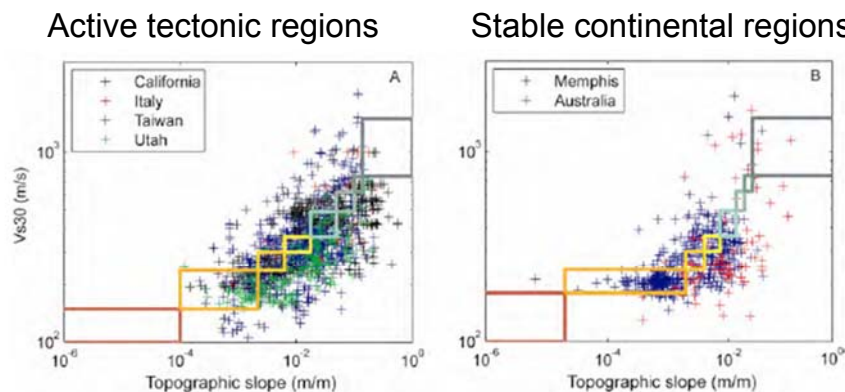 Active tectonic regions
Stable continental regions
A
California
Italy
Taiwan
Utah
B
Memphis
Australia
Vs30 (m/s)
10³
10²
10³
10²
10⁻⁶
10⁻⁴
10⁻²
10⁰
10⁻⁶
10⁻⁴
10⁻²
10⁰
Topographic slope (m/m)
Topographic slope (m/m)